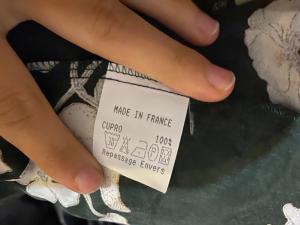 MADE IN FRANCE
CUPRO 100%
Repassage Envers